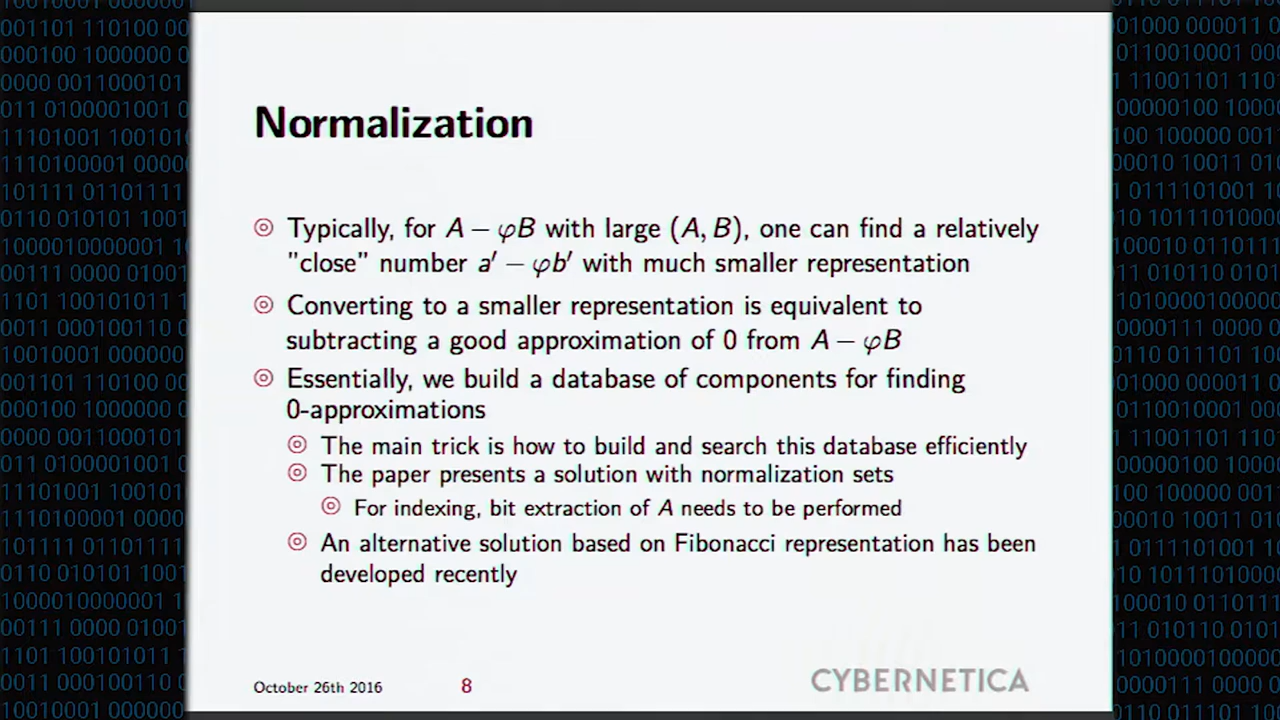 Normalization
Typically, for A − φB with large (A, B), one can find a relatively
"close" number a′ − φb′ with much smaller representation
Converting to a smaller representation is equivalent to
subtracting a good approximation of 0 from A − φB
Essentially, we build a database of components for finding
0-approximations
The main trick is how to build and search this database efficiently
The paper presents a solution with normalization sets
For indexing, bit extraction of A needs to be performed
An alternative solution based on Fibonacci representation has been
developed recently
October 26th 2016 8
CYBERNETICA